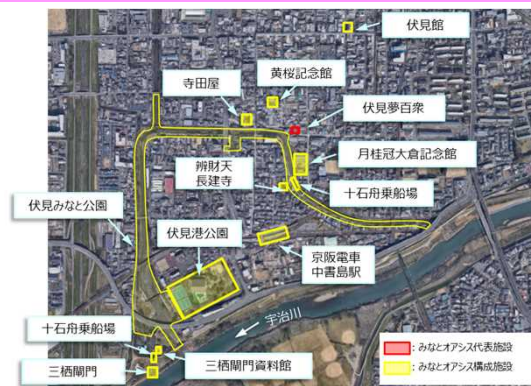 伏見館
黄桜記念館
寺田屋
伏見夢百衆
月桂冠大倉記念館
辨財天
長建寺
十石舟乗船場
伏見みなと公園
伏見港公園
京阪電車
中書島駅
宇治川
十石舟乗船場
三栖閘門資料館
三栖閘門
:みなとオアシス代表施設
:みなとオアシス構成施設